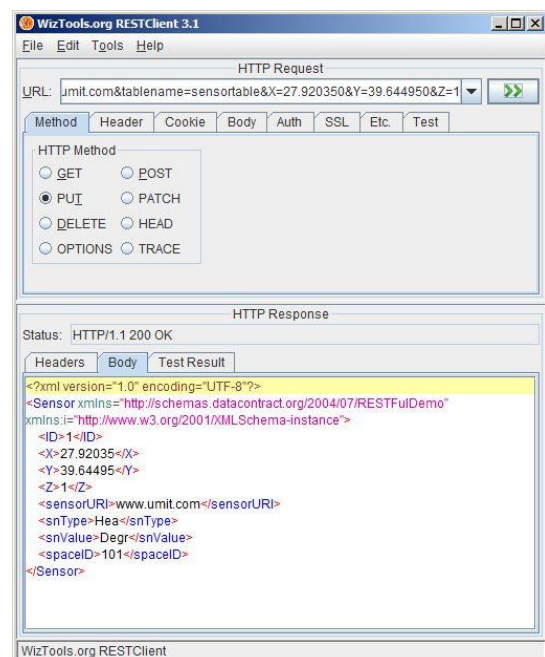 WizTools.org RESTClient 3.1
File Edit Tools Help
HTTP Request
URL: umit.com&tablename=sensortable&X=27.920350&Y=39.644950&Z=1
Method Header Cookie Body Auth SSL Etc. Test
HTTP Method
GET POST
PUT PATCH
DELETE HEAD
OPTIONS TRACE
HTTP Response
Status: HTTP/1.1 200 OK
Headers Body Test Result
<?xml version="1.0" encoding="UTF-8"?>
<Sensor xmlns="http://schemas.datacontract.org/2004/07/RESTFulDemo"
xmlns:i="http://www.w3.org/2001/XMLSchema-instance">
<ID>1</ID>
<X>27.92035</X>
<Y>39.64495</Y>
<Z>1</Z>
<sensorURI>www.umit.com</sensorURI>
<snType>Hea</snType>
<snValue>Degr</snValue>
<spaceID>101</spaceID>
</Sensor>
WizTools.org RESTClient